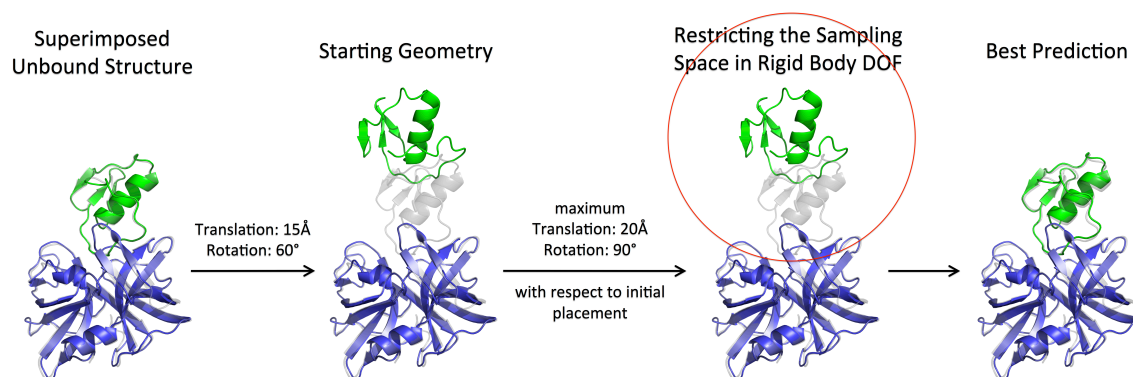 Superimposed
Unbound Structure
Starting Geometry
Restricting the Sampling
Space in Rigid Body DOF
Best Prediction
Translation: 15Å
Rotation: 60°
maximum
Translation: 20Å
Rotation: 90°
with respect to initial
placement